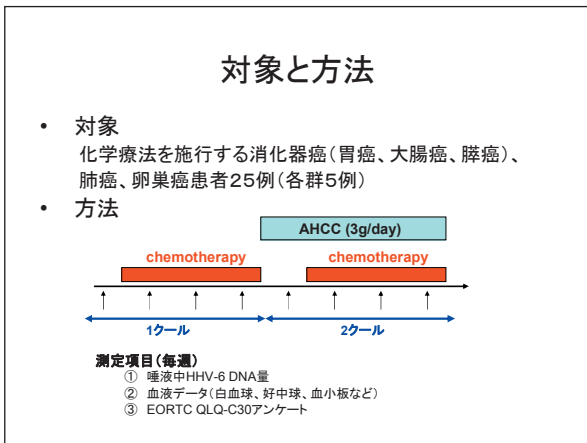 対象と方法
• 対象
化学療法を施行する消化器癌（胃癌、大腸癌、膵癌）、
肺癌、卵巣癌患者25例（各群5例）
• 方法
AHCC (3g/day)
chemotherapy chemotherapy
1クール 2クール
測定項目（毎週）
① 唾液中HHV-6 DNA量
② 血液データ（白血球、好中球、血小板など）
③ EORTC QLQ-C30アンケート